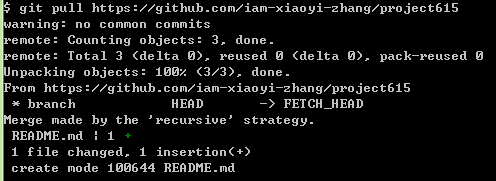 $ git pull https://github.com/iam-xiaoyi-zhang/project615
warning: no common commits
remote: Counting objects: 3, done.
remote: Total 3 (delta 0), reused 0 (delta 0), pack-reused 0
Unpacking objects: 100% (3/3), done.
From https://github.com/iam-xiaoyi-zhang/project615
 * branch            HEAD       -> FETCH_HEAD
Merge made by the 'recursive' strategy.
 README.md | 1 +
 1 file changed, 1 insertion(+)
 create mode 100644 README.md